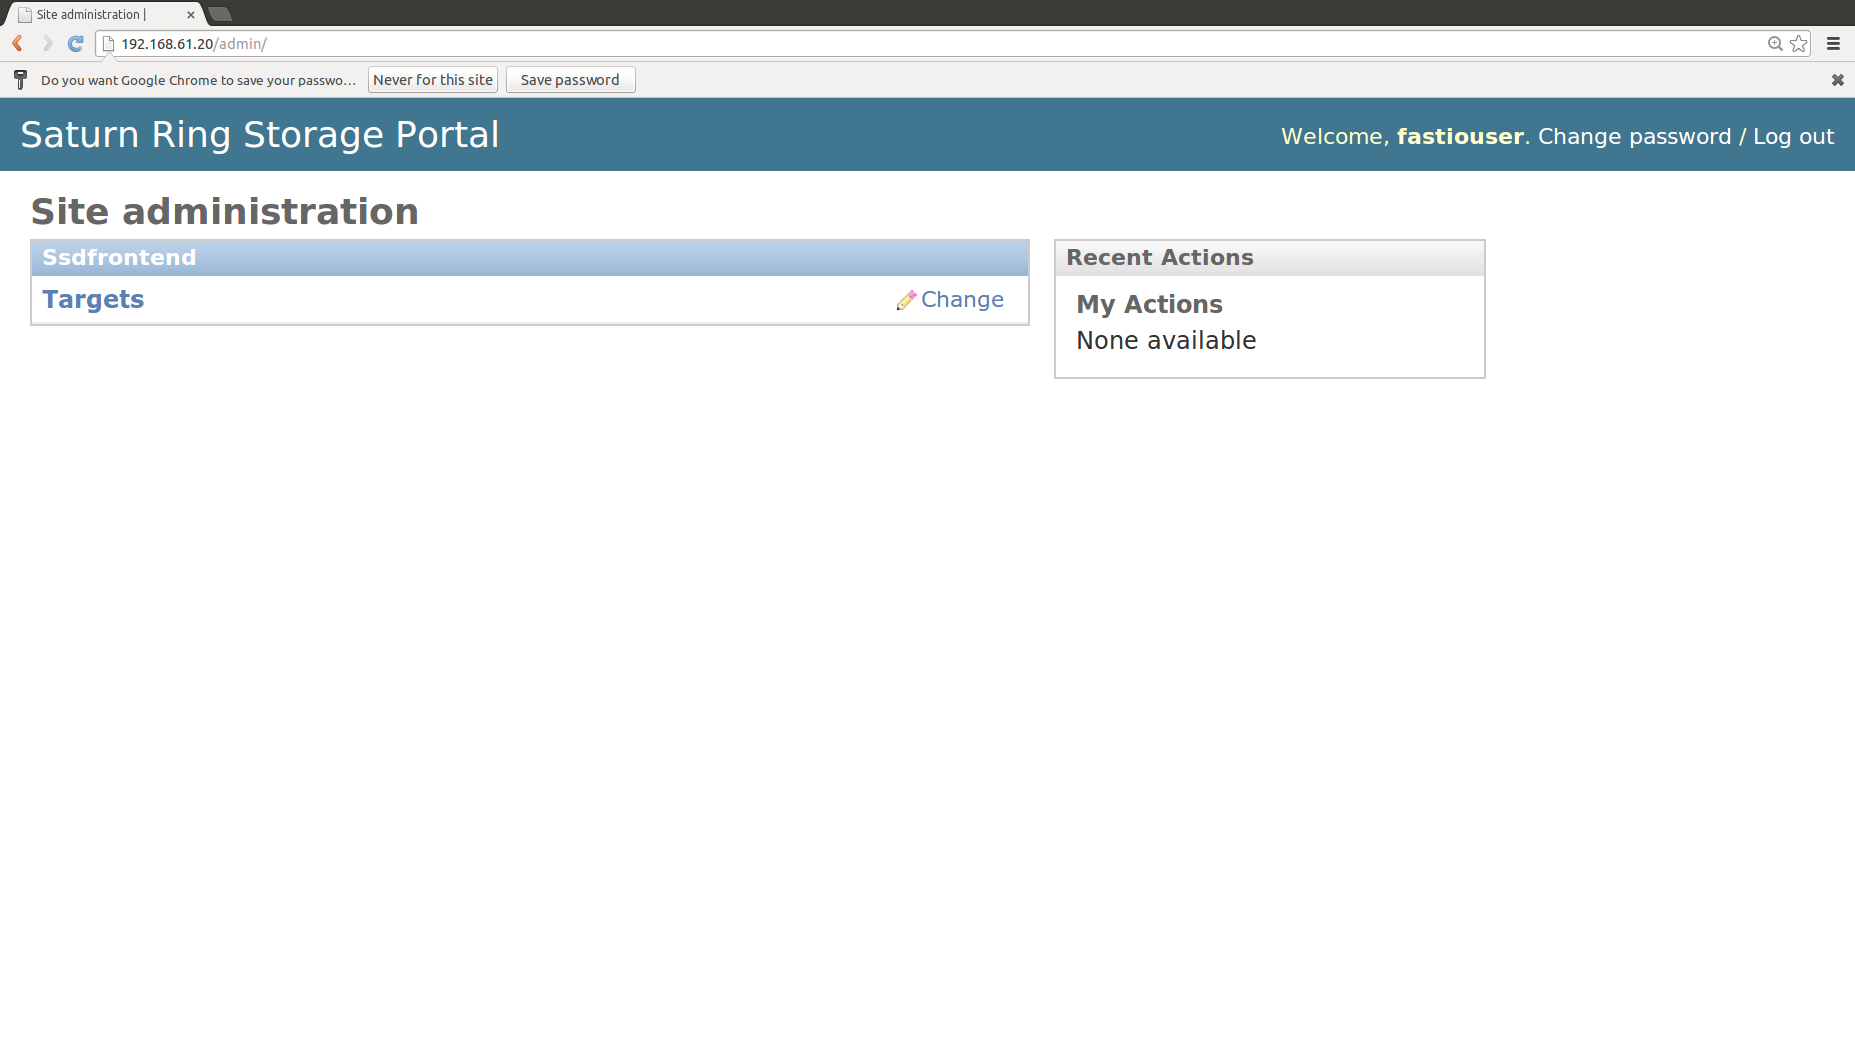 Site administration |
192.168.61.20/admin/
Do you want Google Chrome to save your passwo... Never for this site Save password
Saturn Ring Storage Portal
Welcome, fastiouser. Change password / Log out
Site administration
Ssdfrontend
Targets Change
Recent Actions
My Actions
None available